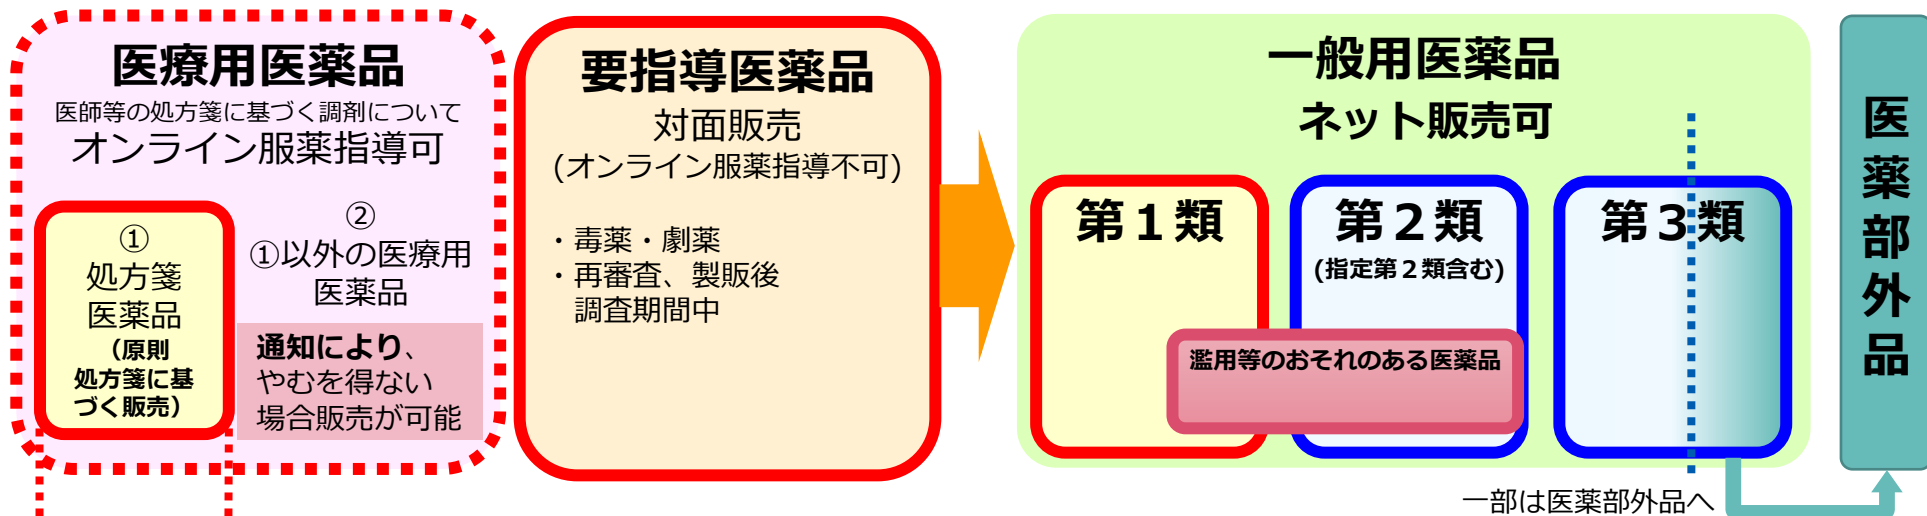 医療用医薬品
医師等の処方箋に基づく調剤について
オンライン服薬指導可
①
処方箋
医薬品
（原則
処方箋に基
づく販売）
②
①以外の医療用
医薬品
通知により、
やむを得ない
場合販売が可能
要指導医薬品
対面販売
(オンライン服薬指導不可)
・毒薬・劇薬
・再審査、製販後
調査期間中
一般用医薬品
ネット販売可
第１類
第２類
(指定第２類含む)
第３類
濫用等のおそれのある医薬品
一部は医薬部外品へ
医薬部外品